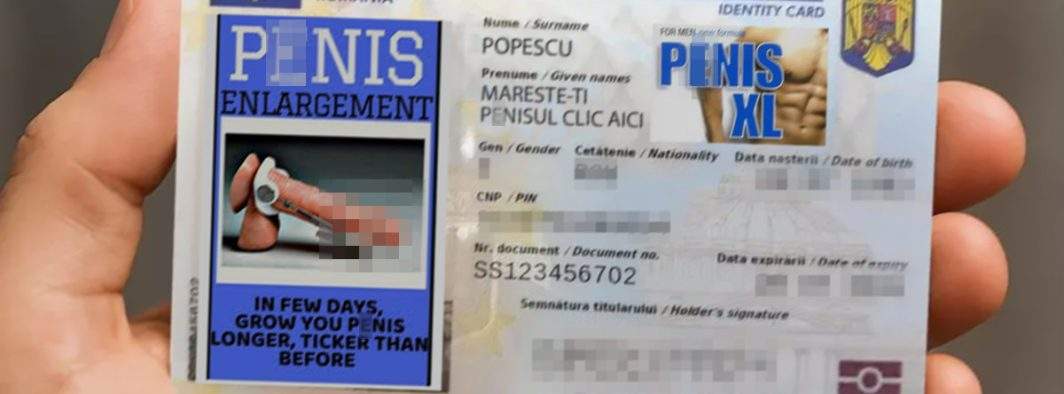 IDENTITY CARD
PENIS
ENLARGEMENT
IN FEW DAYS,
GROW YOU PENIS
LONGER, TICKER THAN
BEFORE
Nume / Surname
POPESCU
Prenume / Given names
MARESTE-TI
PENISUL CLIC AICI
FOR MEN
PENIS
XL
Gen / Gender Cetățenie / Nationality Data nasterii / Date of birth
CNP / PIN
Nr. document / Document no. Data expirării / Date of expiry
SS123456702
Semnătura titularului / Holder's signature